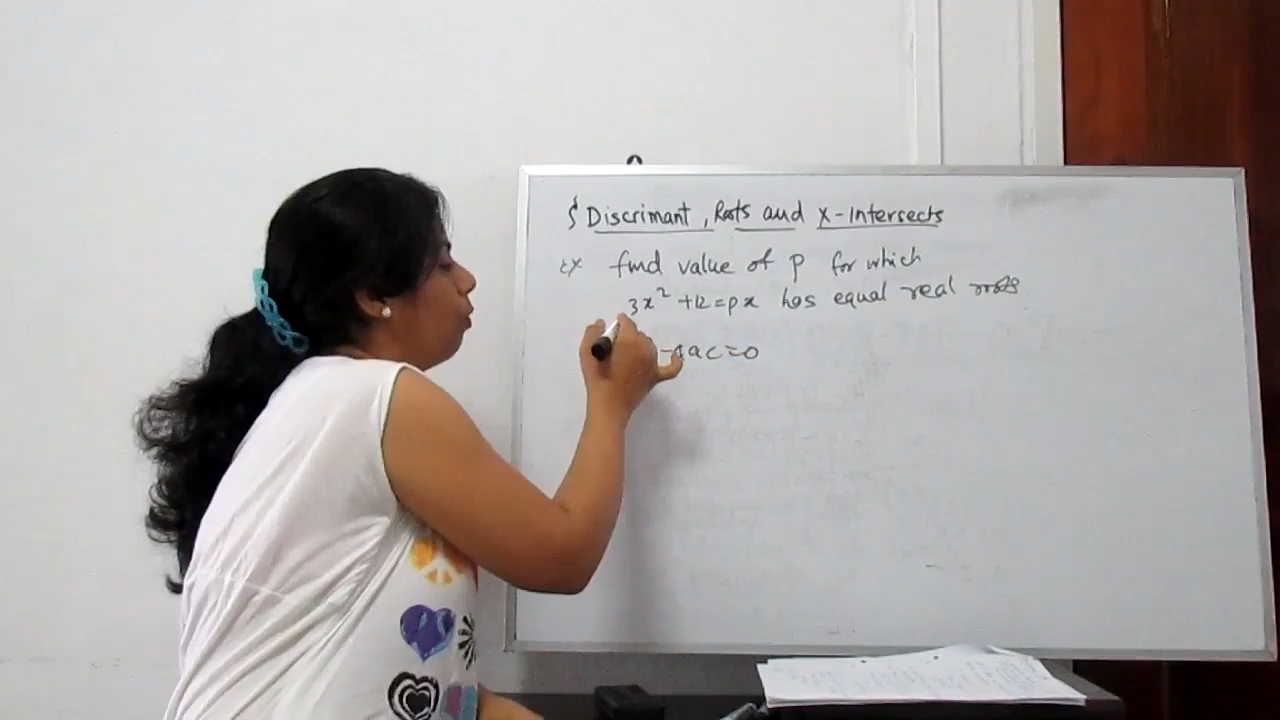 § Discrimant, Roots and X-Intersects
Ex find value of p for which
3x² +12=px has equal real roots
-4ac=0